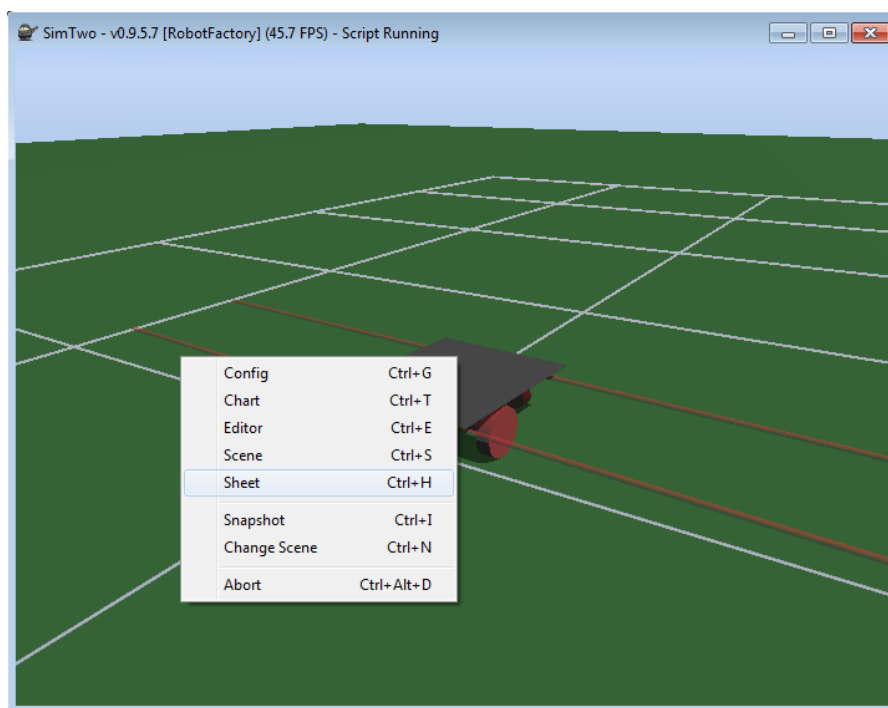 SimTwo - v0.9.5.7 [RobotFactory] (45.7 FPS) - Script Running
Config Ctrl+G
Chart Ctrl+T
Editor Ctrl+E
Scene Ctrl+S
Sheet Ctrl+H
Snapshot Ctrl+I
Change Scene Ctrl+N
Abort Ctrl+Alt+D